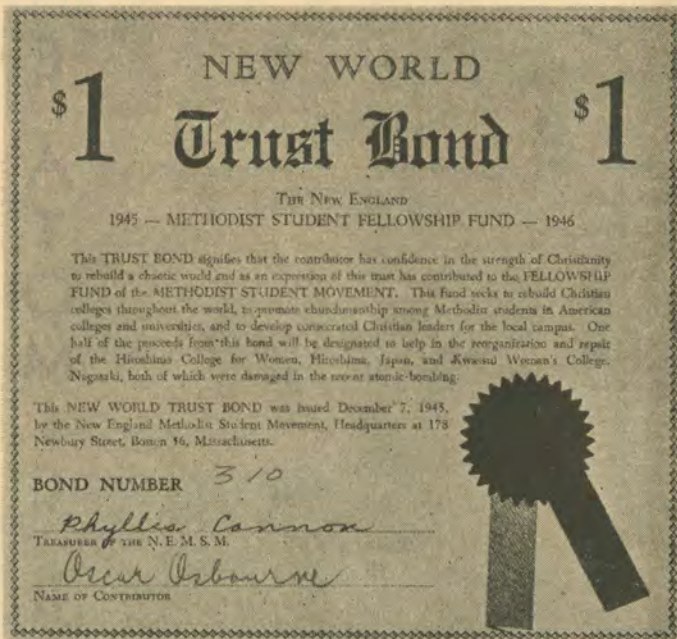 NEW WORLD
$1 Trust Bond $1
THE NEW ENGLAND
1945 — METHODIST STUDENT FELLOWSHIP FUND — 1946
This TRUST BOND signifies that the contributor has confidence in the strength of Christianity
to rebuild a chaotic world and as an expression of this trust has contributed to the FELLOWSHIP
FUND of the METHODIST STUDENT MOVEMENT. This fund seeks to rebuild Christian
colleges throughout the world, to promote churchmanship among Methodist students in American
colleges and universities, and to develop consecrated Christian leaders for the local campus. One
half of the proceeds from this bond will be designated to help in the reorganization and repair
of the Hiroshima College for Women, Hiroshima, Japan, and Kwassui Woman's College,
Nagasaki, both of which were damaged in the recent atomic-bombing.
This NEW WORLD TRUST BOND was issued December 7, 1945,
by the New England Methodist Student Movement, Headquarters at 178
Newbury Street, Boston 16, Massachusetts.
BOND NUMBER 310
Phyllis Cannon
TREASURER OF THE N. E. M. S. M.
Oscar Osbourne
NAME OF CONTRIBUTOR